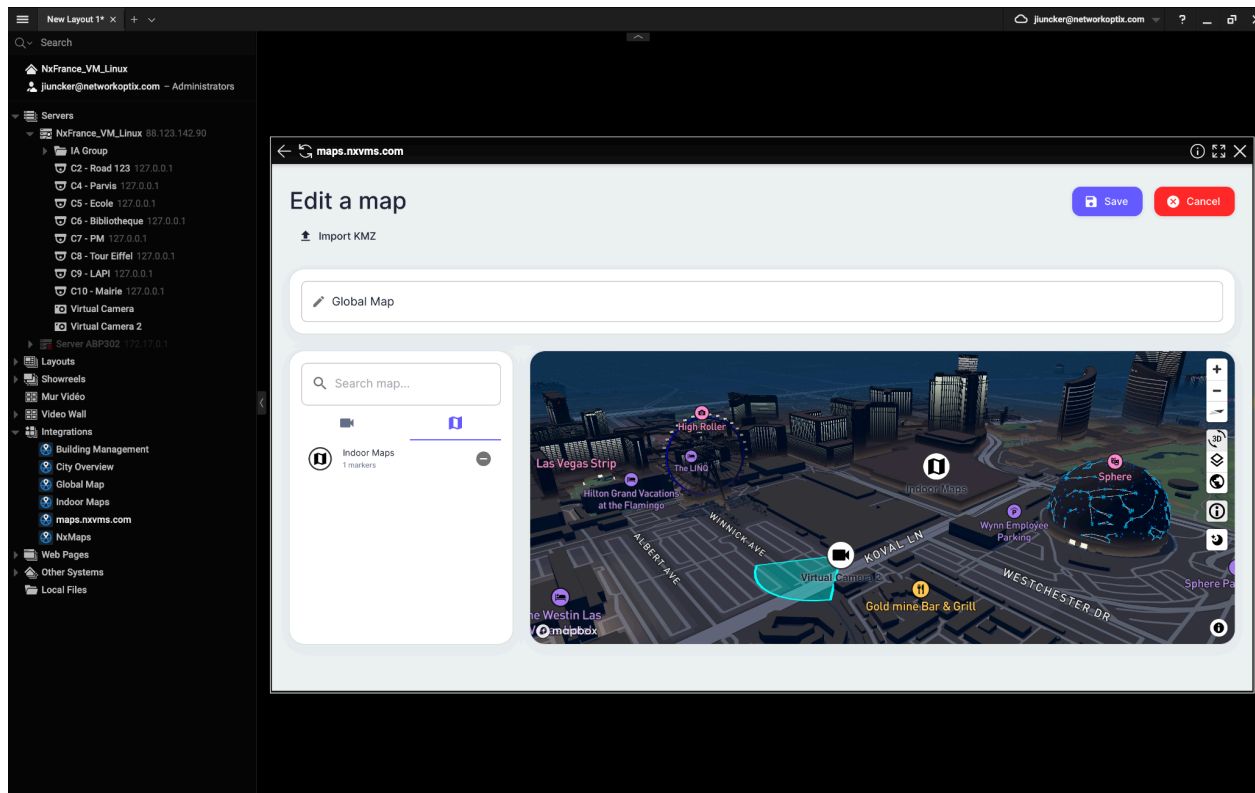 New Layout 1*
jiuncker@networkoptix.com
?
Search
NxFrance_VM_Linux
jiuncker@networkoptix.com – Administrators
Servers
NxFrance_VM_Linux 88.123.142.90
IA Group
C2 - Road 123 127.0.0.1
C4 - Parvis 127.0.0.1
C5 - Ecole 127.0.0.1
C6 - Bibliotheque 127.0.0.1
C7 - PM 127.0.0.1
C8 - Tour Eiffel 127.0.0.1
C9 - LAPI 127.0.0.1
C10 - Mairie 127.0.0.1
Virtual Camera
Virtual Camera 2
Server ABP302 172.17.0.1
Layouts
Showreels
Mur Vidéo
Video Wall
Integrations
Building Management
City Overview
Global Map
Indoor Maps
maps.nxvms.com
NxMaps
Web Pages
Other Systems
Local Files
maps.nxvms.com
Edit a map
Save
Cancel
Import KMZ
Global Map
Search map...
Indoor Maps
1 markers
High Roller
Las Vegas Strip
The LINQ
Hilton Grand Vacations
at the Flamingo
WINNICK AVE
ALBERT AVE
Indoor Maps
Sphere
Wynn Employee
Parking
KOVAL LN
Virtual Camera 2
WESTCHESTER DR
Gold mine Bar & Grill
Sphere Pa
he Westin Las
mapbox
3D